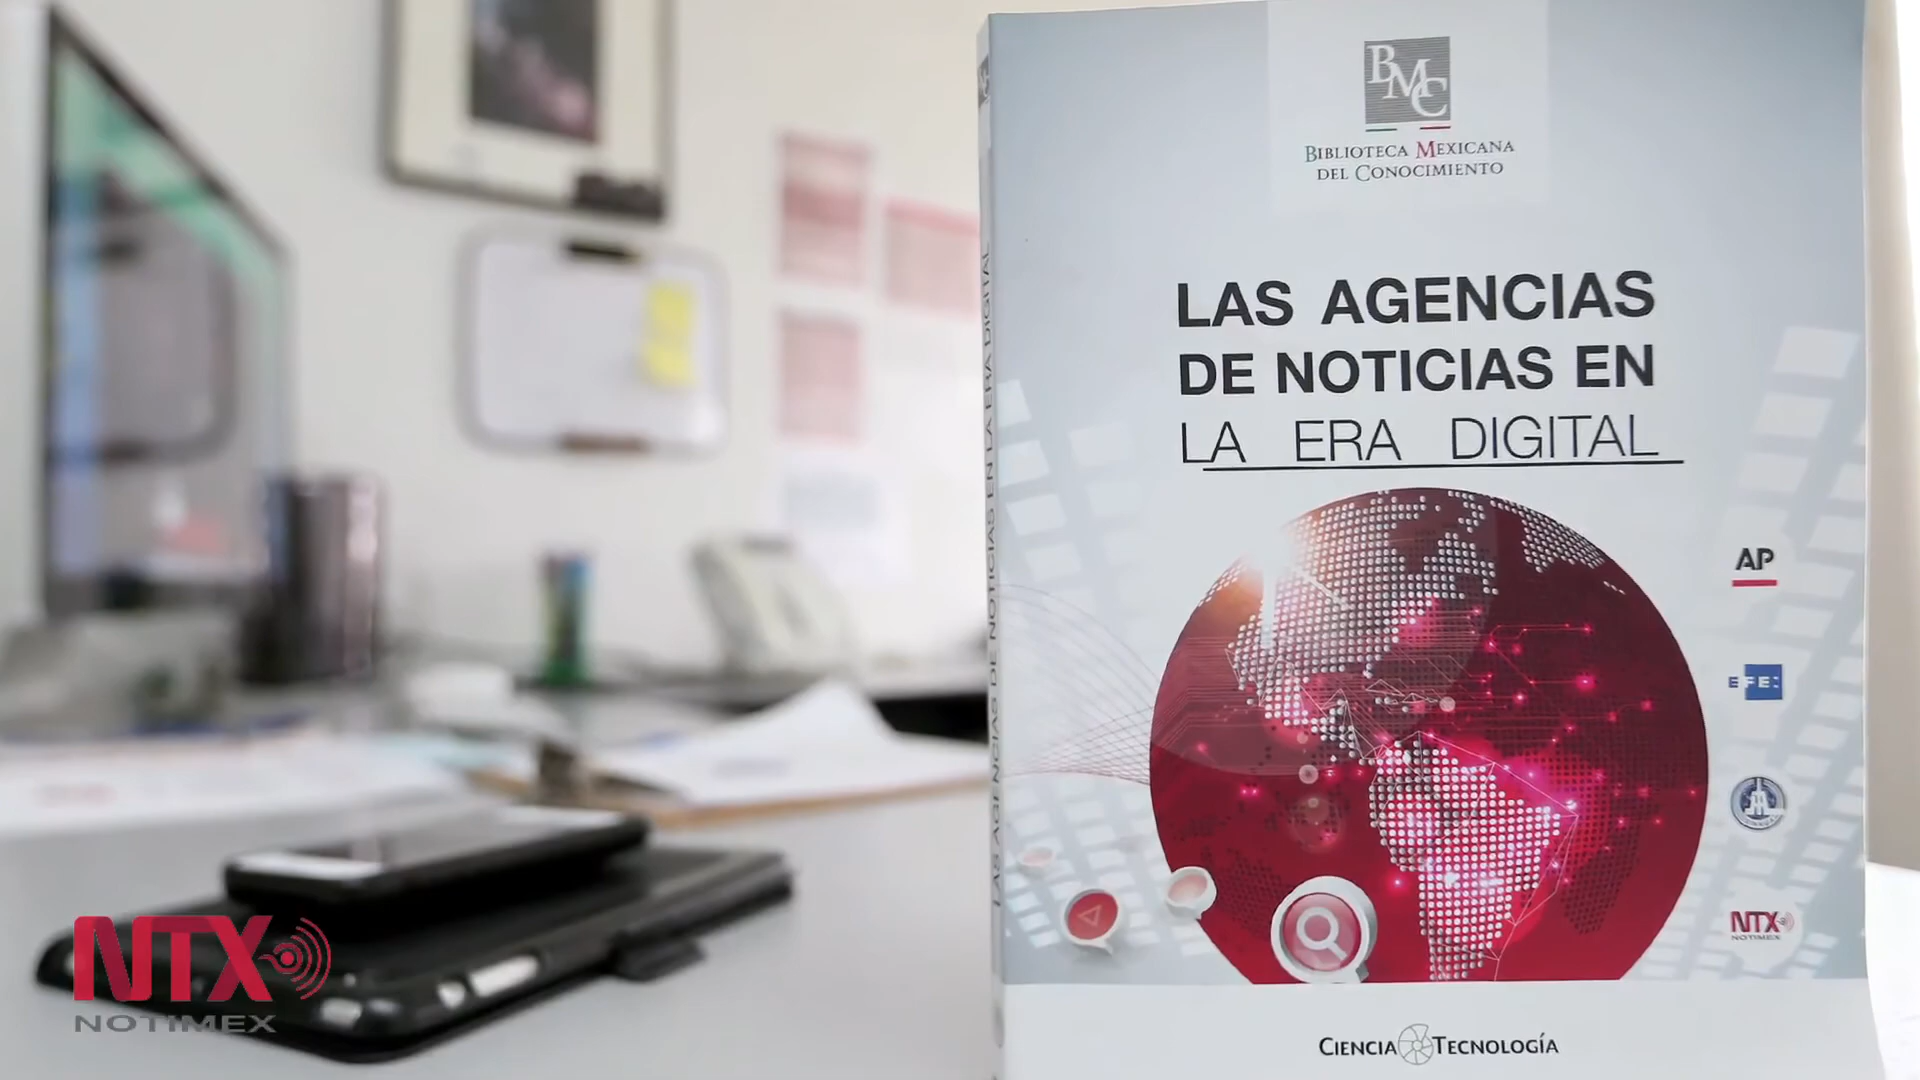 BMC
BIBLIOTECA MEXICANA
DEL CONOCIMIENTO
LAS AGENCIAS
DE NOTICIAS EN
LA ERA DIGITAL
LAS AGENCIAS DE NOTICIAS EN LA ERA DIGITAL
AP
EFE:
NTX
NOTIMEX
CIENCIA TECNOLOGÍA
NTX
NOTIMEX